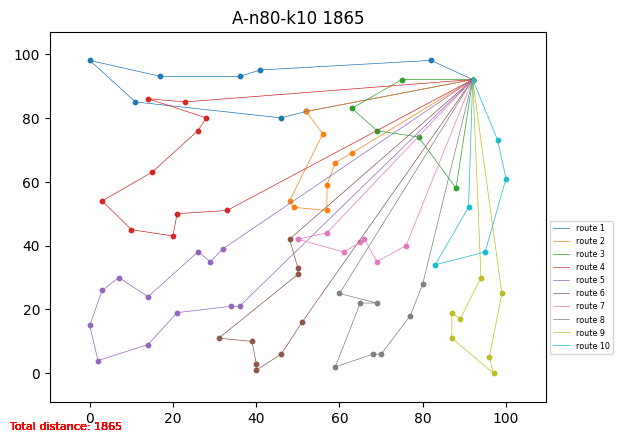 A-n80-k10 1865
100
80
60
40
20
0
0 20 40 60 80 100
route 1
route 2
route 3
route 4
route 5
route 6
route 7
route 8
route 9
route 10
Total distance: 1865